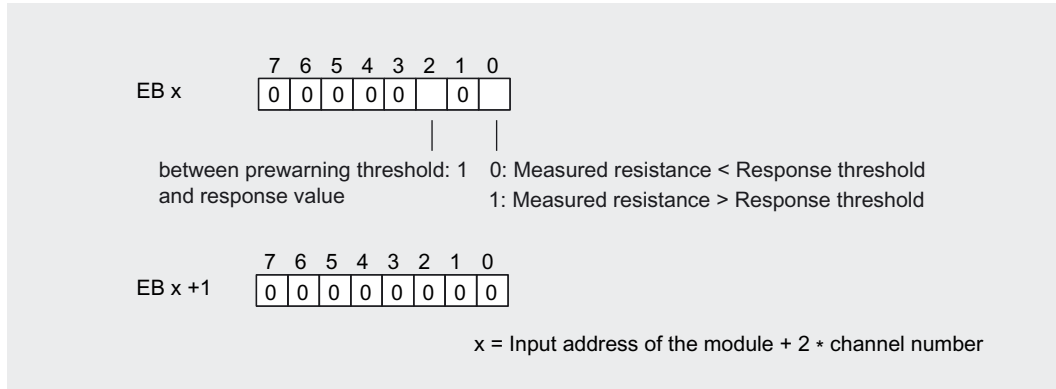 7 6 5 4 3 2 1 0
EB x 0 0 0 0 0 0
between prewarning threshold: 1 0: Measured resistance < Response threshold
and response value 1: Measured resistance > Response threshold
7 6 5 4 3 2 1 0
EB x +1 0 0 0 0 0 0 0 0
x = Input address of the module + 2 * channel number